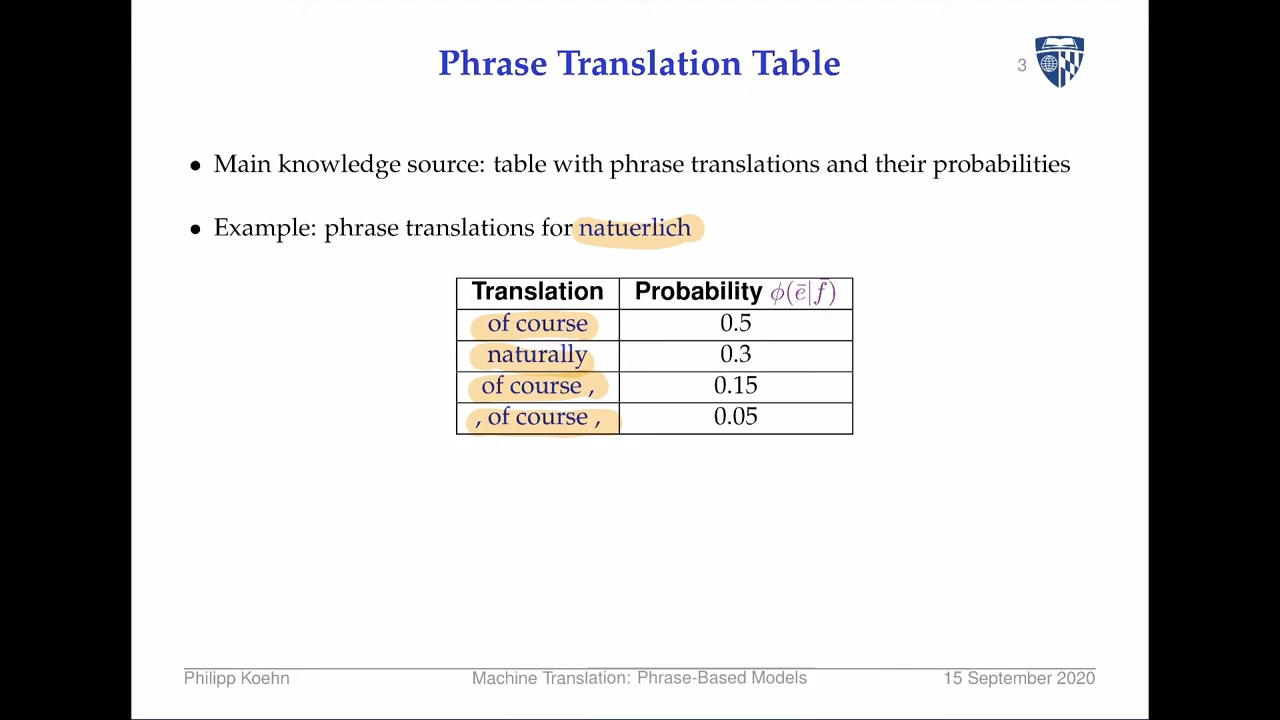 Phrase Translation Table
3
• Main knowledge source: table with phrase translations and their probabilities
• Example: phrase translations for natuerlich
Translation Probability ϕ(ē|f̄)
of course 0.5
naturally 0.3
of course , 0.15
, of course , 0.05
Philipp Koehn Machine Translation: Phrase-Based Models 15 September 2020